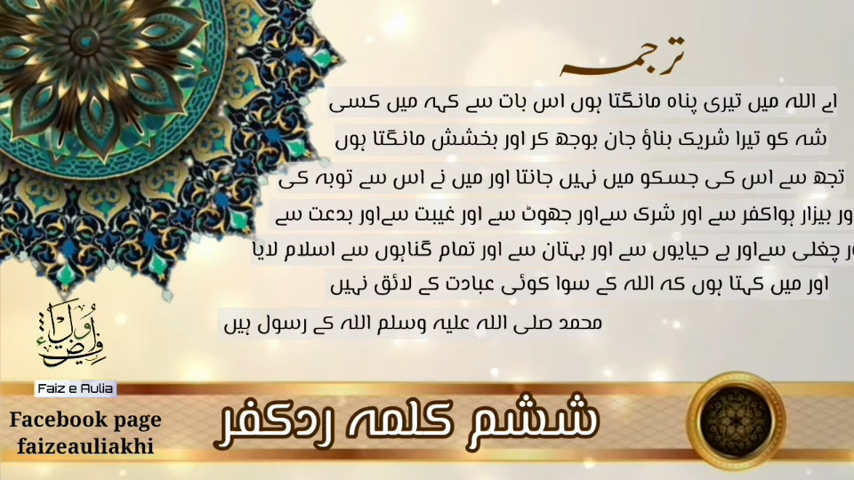 ترجمہ
اے اللہ میں تیری پناہ مانگتا ہوں اس بات سے کہہ میں کسی
شہ کو تیرا شریک بناؤ جان بوجھ کر اور بخشش مانگتا ہوں
تجھ سے اس کی جسکو میں نہیں جانتا اور میں نے اس سے توبہ کی
ور بیزار ہواکفر سے اور شرک سےاور جھوٹ سے اور غیبت سےاور بدعت سے
ور چغلی سےاور بے حیایوں سے اور بہتان سے اور تمام گناہوں سے اسلام لایا
اور میں کہتا ہوں کہ اللہ کے سوا کوئی عبادت کے لائق نہیں
محمد صلی اللہ علیہ وسلم اللہ کے رسول ہیں
Faiz e Aulia
Facebook page
faizeauliakhi
ششم کلمہ ردکفر